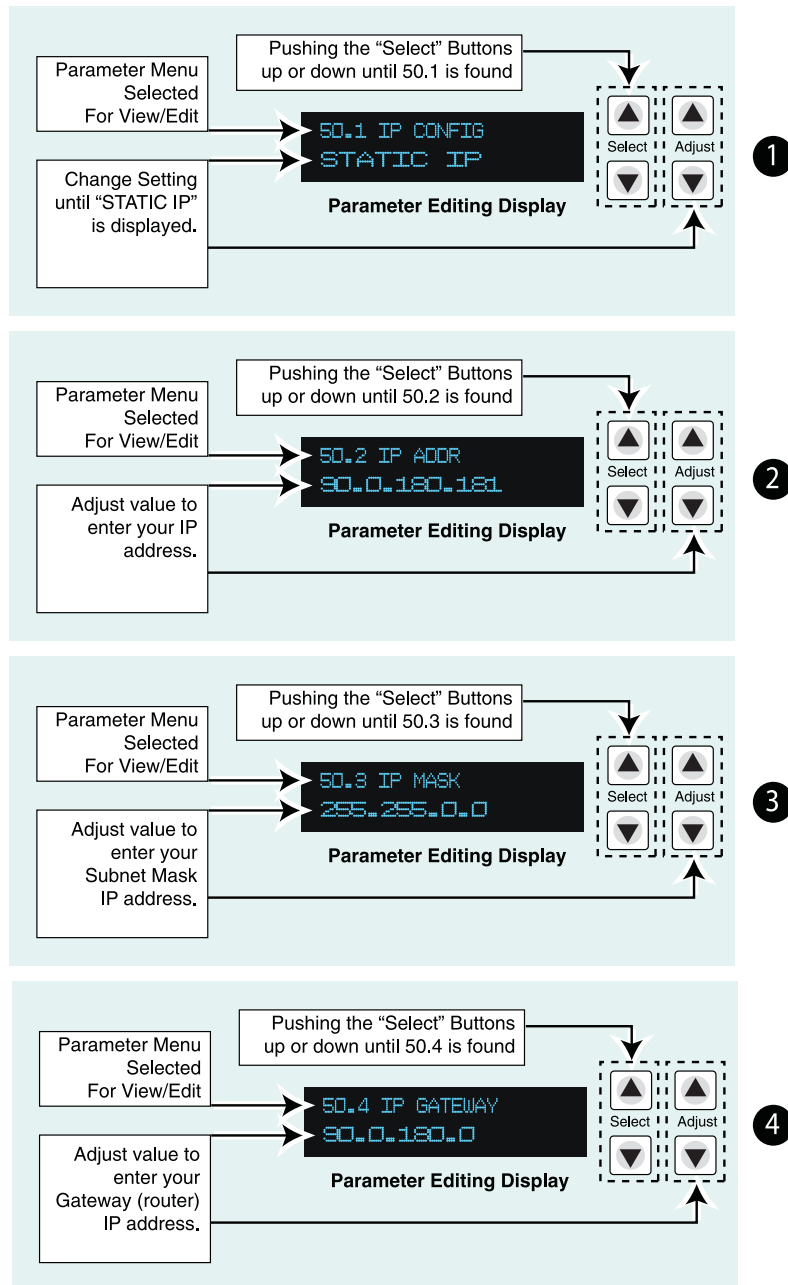 Pushing the “Select” Buttons
up or down until 50.1 is found
Parameter Menu
Selected
For View/Edit
50.1 IP CONFIG
STATIC IP
Select
Adjust
1
Change Setting
until “STATIC IP”
is displayed.
Parameter Editing Display
Pushing the “Select” Buttons
up or down until 50.2 is found
Parameter Menu
Selected
For View/Edit
50.2 IP ADDR
90.0.180.181
Select
Adjust
2
Adjust value to
enter your IP
address.
Parameter Editing Display
Pushing the “Select” Buttons
up or down until 50.3 is found
Parameter Menu
Selected
For View/Edit
50.3 IP MASK
255.255.0.0
Select
Adjust
3
Adjust value to
enter your
Subnet Mask
IP address.
Parameter Editing Display
Pushing the “Select” Buttons
up or down until 50.4 is found
Parameter Menu
Selected
For View/Edit
50.4 IP GATEWAY
90.0.180.0
Select
Adjust
4
Adjust value to
enter your
Gateway (router)
IP address.
Parameter Editing Display